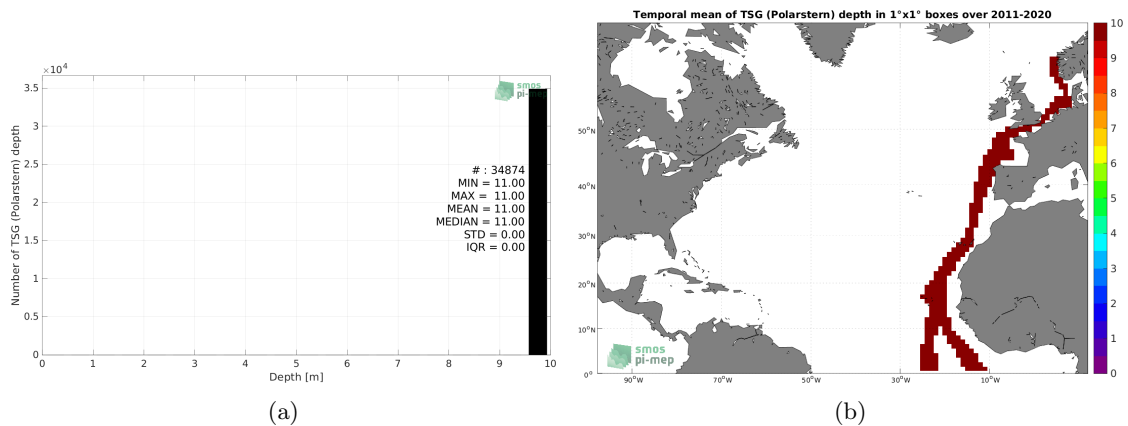 Temporal mean of TSG (Polarstern) depth in 1°x1° boxes over 2011-2020
×10⁴
3.5
3
2.5
2
1.5
1
0.5
0
Number of TSG (Polarstern) depth
smos
pi-mep
# : 34874
MIN = 11.00
MAX = 11.00
MEAN = 11.00
MEDIAN = 11.00
STD = 0.00
IQR = 0.00
0 1 2 3 4 5 6 7 8 9 10
Depth [m]
(a)
50°N
40°N
30°N
20°N
10°N
0°
90°W 70°W 50°W 30°W 10°W
smos
pi-mep
10
9
8
7
6
5
4
3
2
1
0
(b)